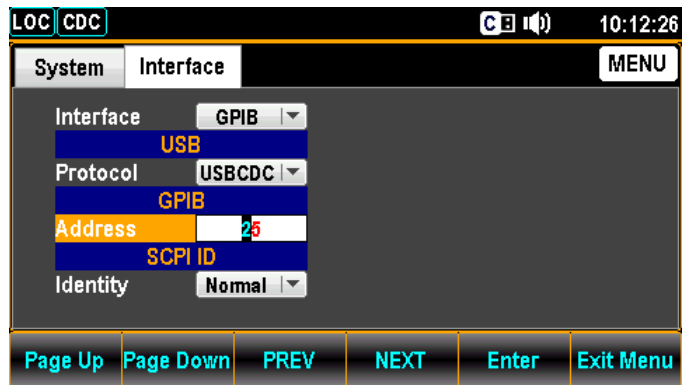 LOC CDC C 10:12:26
System Interface MENU
Interface GPIB
USB
Protocol USBCDC
GPIB
Address 25
SCPI ID
Identity Normal
Page Up Page Down PREV NEXT Enter Exit Menu